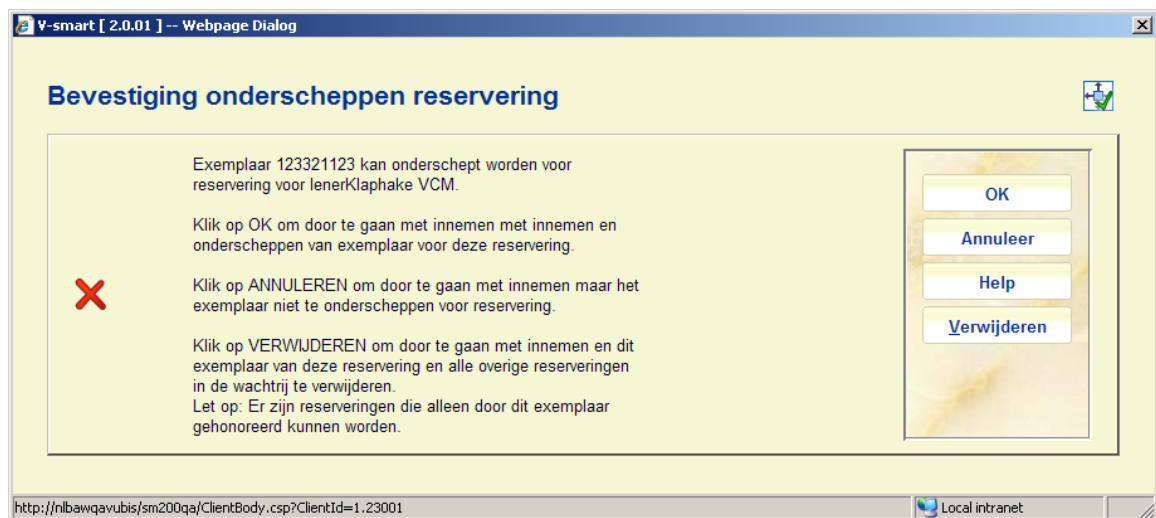 V-smart [ 2.0.01 ] -- Webpage Dialog
Bevestiging onderscheppen reservering
Exemplaar 123321123 kan onderschept worden voor
reservering voor lenerKlaphake VCM.
Klik op OK om door te gaan met innemen met innemen en
onderscheppen van exemplaar voor deze reservering.
Klik op ANNULEREN om door te gaan met innemen maar het
exemplaar niet te onderscheppen voor reservering.
Klik op VERWIJDEREN om door te gaan met innemen en dit
exemplaar van deze reservering en alle overige reserveringen
in de wachtrij te verwijderen.
Let op: Er zijn reserveringen die alleen door dit exemplaar
gehonoreerd kunnen worden.
OK
Annuleer
Help
Verwijderen
http://nlbawqavubis/sm200qa/ClientBody.csp?ClientId=1.23001
Local intranet